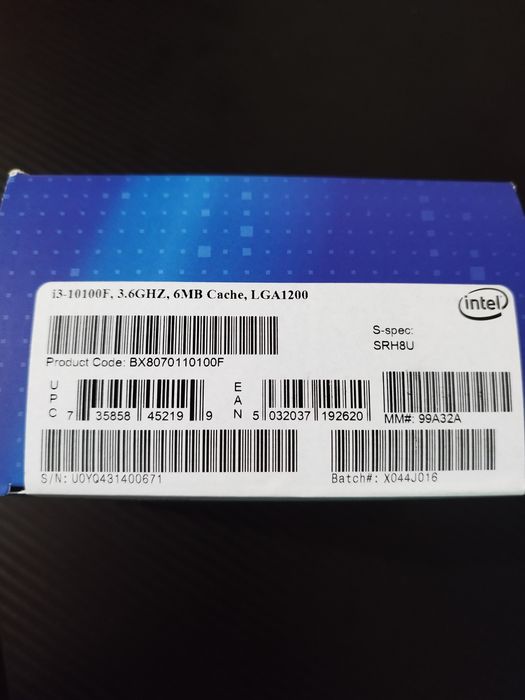 i3-10100F, 3.6GHZ, 6MB Cache, LGA1200
intel
S-spec:
SRH8U
Product Code: BX8070110100F
UPC
7 35858 45219 9
EAN
5 032037 192620
MM#: 99A32A
S/N: U0YQ431400671
Batch#: X044J016